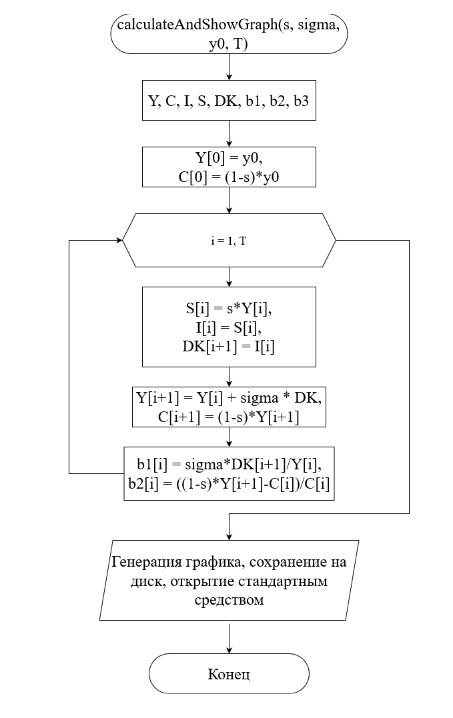 calculateAndShowGraph(s, sigma,
y0, T)
Y, C, I, S, DK, b1, b2, b3
Y[0] = y0,
C[0] = (1-s)*y0
i = 1, T
S[i] = s*Y[i],
I[i] = S[i],
DK[i+1] = I[i]
Y[i+1] = Y[i] + sigma * DK,
C[i+1] = (1-s)*Y[i+1]
b1[i] = sigma*DK[i+1]/Y[i],
b2[i] = ((1-s)*Y[i+1]-C[i])/C[i]
Генерация графика, сохранение на
диск, открытие стандартным
средством
Конец